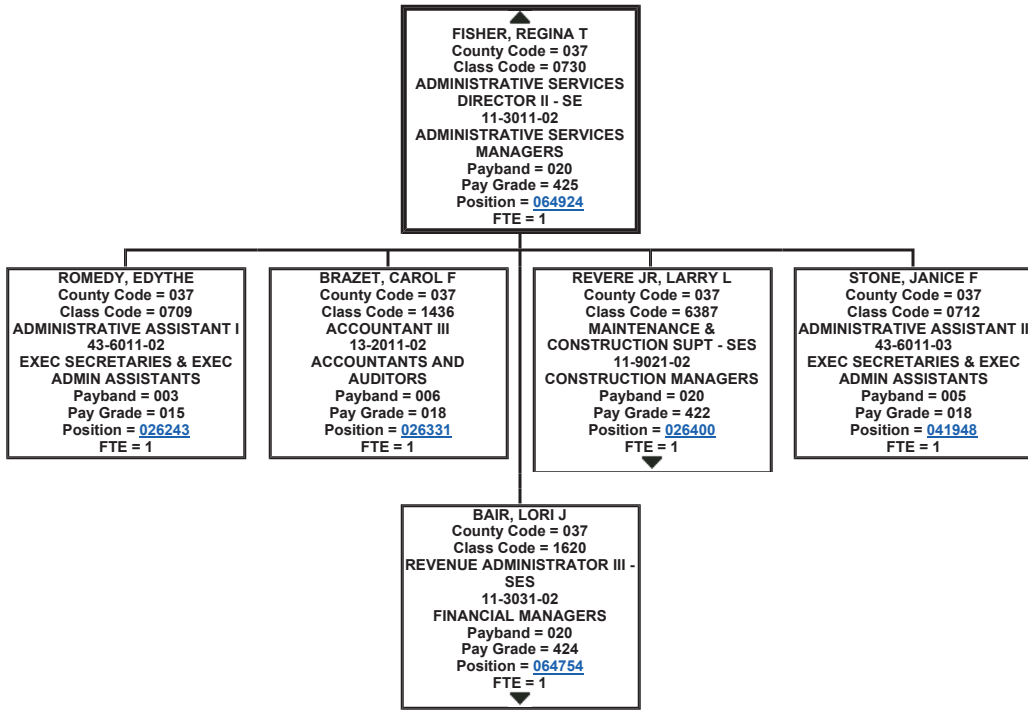 FISHER, REGINA T
County Code = 037
Class Code = 0730
ADMINISTRATIVE SERVICES
DIRECTOR II - SE
11-3011-02
ADMINISTRATIVE SERVICES
MANAGERS
Payband = 020
Pay Grade = 425
Position = 064924
FTE = 1
ROMEDY, EDYTHE
County Code = 037
Class Code = 0709
ADMINISTRATIVE ASSISTANT I
43-6011-02
EXEC SECRETARIES & EXEC
ADMIN ASSISTANTS
Payband = 003
Pay Grade = 015
Position = 026243
FTE = 1
BRAZET, CAROL F
County Code = 037
Class Code = 1436
ACCOUNTANT III
13-2011-02
ACCOUNTANTS AND
AUDITORS
Payband = 006
Pay Grade = 018
Position = 026331
FTE = 1
REVERE JR, LARRY L
County Code = 037
Class Code = 6387
MAINTENANCE &
CONSTRUCTION SUPT - SES
11-9021-02
CONSTRUCTION MANAGERS
Payband = 020
Pay Grade = 422
Position = 026400
FTE = 1
STONE, JANICE F
County Code = 037
Class Code = 0712
ADMINISTRATIVE ASSISTANT II
43-6011-03
EXEC SECRETARIES & EXEC
ADMIN ASSISTANTS
Payband = 005
Pay Grade = 018
Position = 041948
FTE = 1
BAIR, LORI J
County Code = 037
Class Code = 1620
REVENUE ADMINISTRATOR III -
SES
11-3031-02
FINANCIAL MANAGERS
Payband = 020
Pay Grade = 424
Position = 064754
FTE = 1